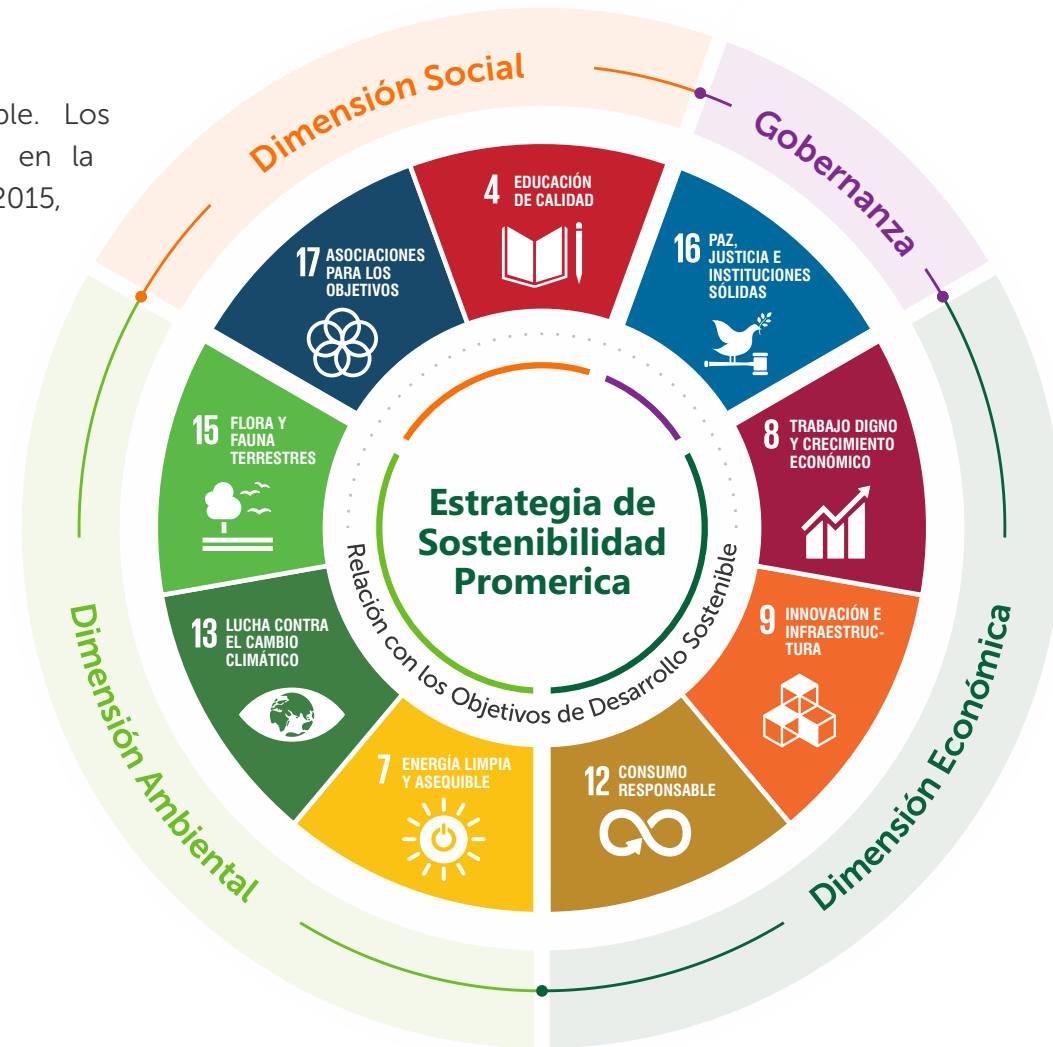 ble. Los
en la
2015,
Dimensión Social
Gobernanza
4 EDUCACIÓN
DE CALIDAD
16 PAZ,
JUSTICIA E
INSTITUCIONES
SÓLIDAS
17 ASOCIACIONES
PARA LOS
OBJETIVOS
8 TRABAJO DIGNO
Y CRECIMIENTO
ECONÓMICO
15 FLORA Y
FAUNA
TERRESTRES
Estrategia de
Sostenibilidad
Promerica
Relación con los Objetivos de Desarrollo Sostenible
9 INNOVACIÓN E
INFRAESTRUC-
TURA
13 LUCHA CONTRA
EL CAMBIO
CLIMÁTICO
7 ENERGÍA LIMPIA
Y ASEQUIBLE
12 CONSUMO
RESPONSABLE
Dimensión Ambiental
Dimensión Económica